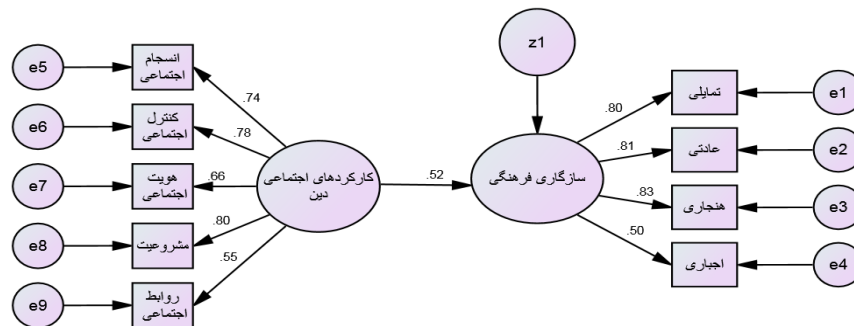 z1
e5
انسجام
اجتماعی
.74
e6
کنترل
اجتماعی
.78
e7
هویت
اجتماعی
.66
e8
مشروعیت
.80
e9
روابط
اجتماعی
.55
کارکردهای اجتماعی
دین
.52
سازگاری فرهنگی
.80
تمایلی
e1
.81
عادتی
e2
.83
هنجاری
e3
.50
اجباری
e4